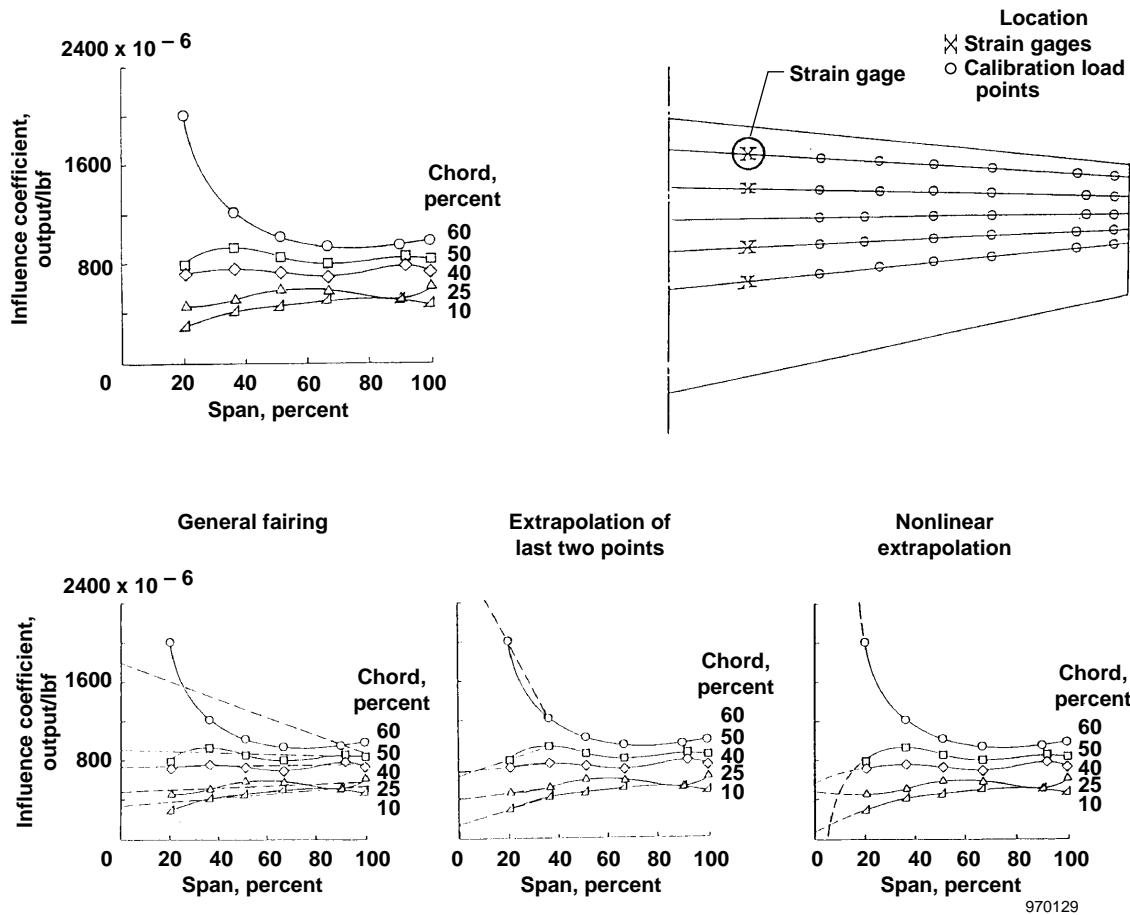 Location
Strain gages
Calibration load
points
Strain gage
2400 x 10 –6
1600
800
0
20
40
60
80
100
Influence coefficient,
output/lbf
Span, percent
Chord,
percent
60
50
40
25
10
General fairing
Extrapolation of
last two points
Nonlinear
extrapolation
2400 x 10 –6
1600
800
0
Influence coefficient,
output/lbf
Chord,
percent
60
50
40
25
10
20 40 60 80 100
Span, percent
Chord,
percent
60
50
40
25
10
0 20 40 60 80 100
Span, percent
Chord,
percent
60
50
40
25
10
0 20 40 60 80 100
Span, percent
970129